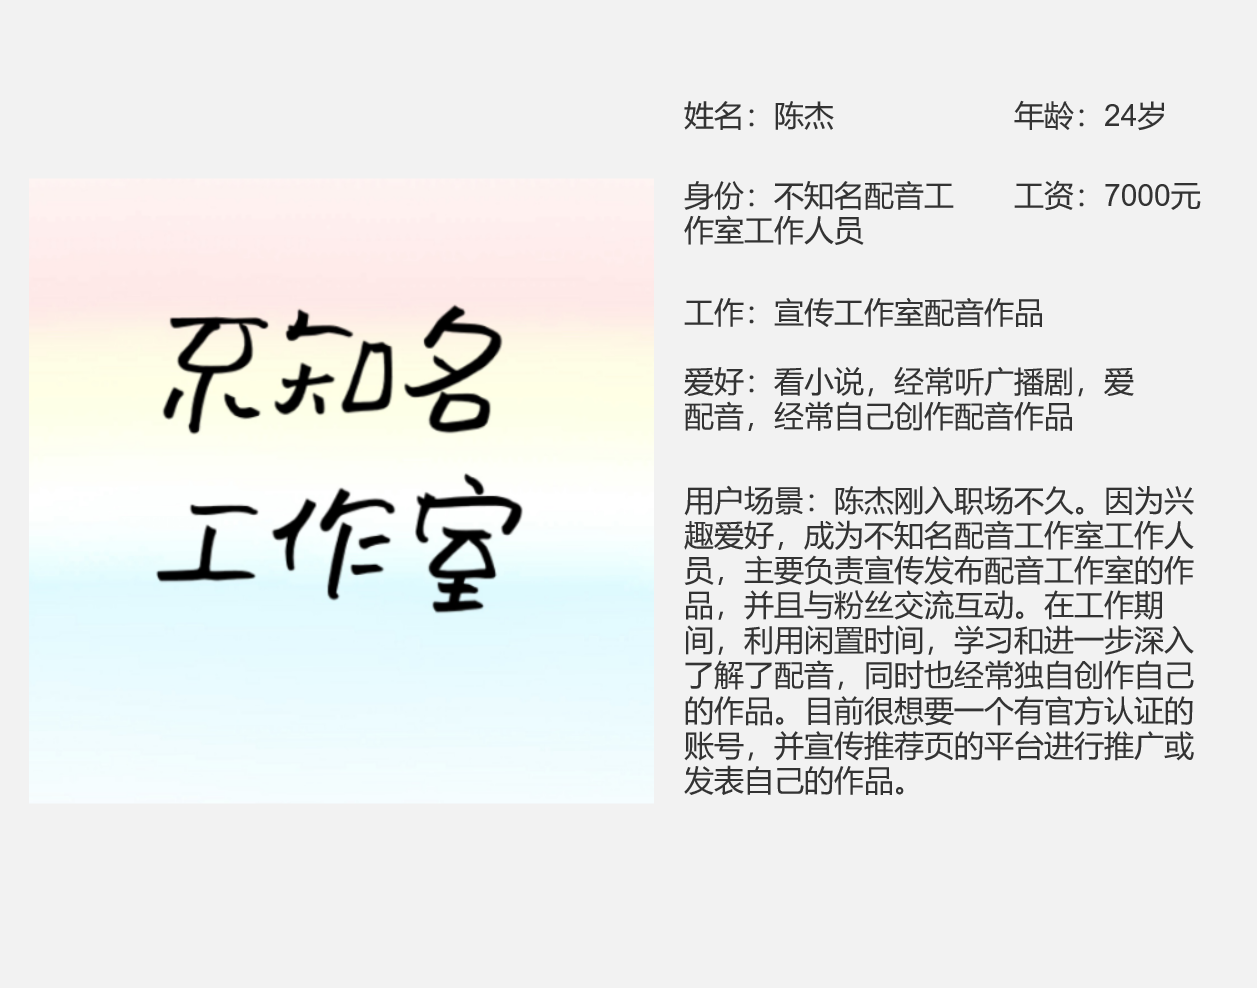 不知名
工作室
姓名：陈杰
年龄：24岁
身份：不知名配音工
作室工作人员
工资：7000元
工作：宣传工作室配音作品
爱好：看小说，经常听广播剧，爱
配音，经常自己创作配音作品
用户场景：陈杰刚入职场不久。因为兴
趣爱好，成为不知名配音工作室工作人
员，主要负责宣传发布配音工作室的作
品，并且与粉丝交流互动。在工作期
间，利用闲置时间，学习和进一步深入
了解了配音，同时也经常独自创作自己
的作品。目前很想要一个有官方认证的
账号，并宣传推荐页的平台进行推广或
发表自己的作品。